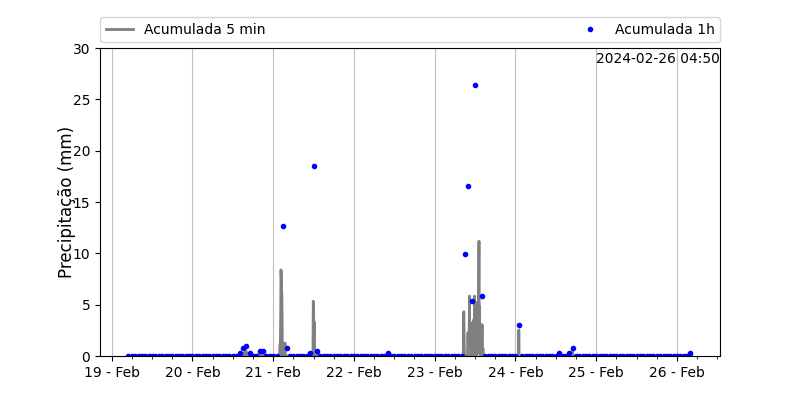 Acumulada 5 min
Acumulada 1h
2024-02-26 04:50
Precipitação (mm)
30
25
20
15
10
5
0
19 - Feb
20 - Feb
21 - Feb
22 - Feb
23 - Feb
24 - Feb
25 - Feb
26 - Feb